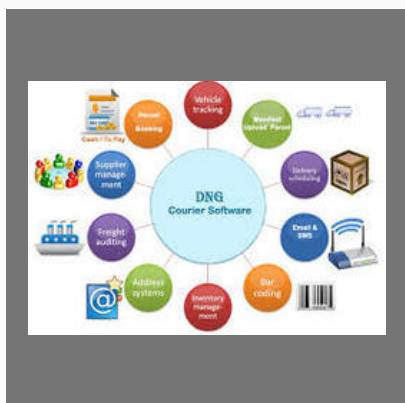 Cash / To Pay
Parcel
Booking
Vehicle
tracking
Manifest
Upload Parcel
Supplier
manage
ment
DNG
Courier Software
Delivery
scheduling
Freight
auditing
Email &
SMS
Address
systems
Inventory
manage-
ment
Bar
coding